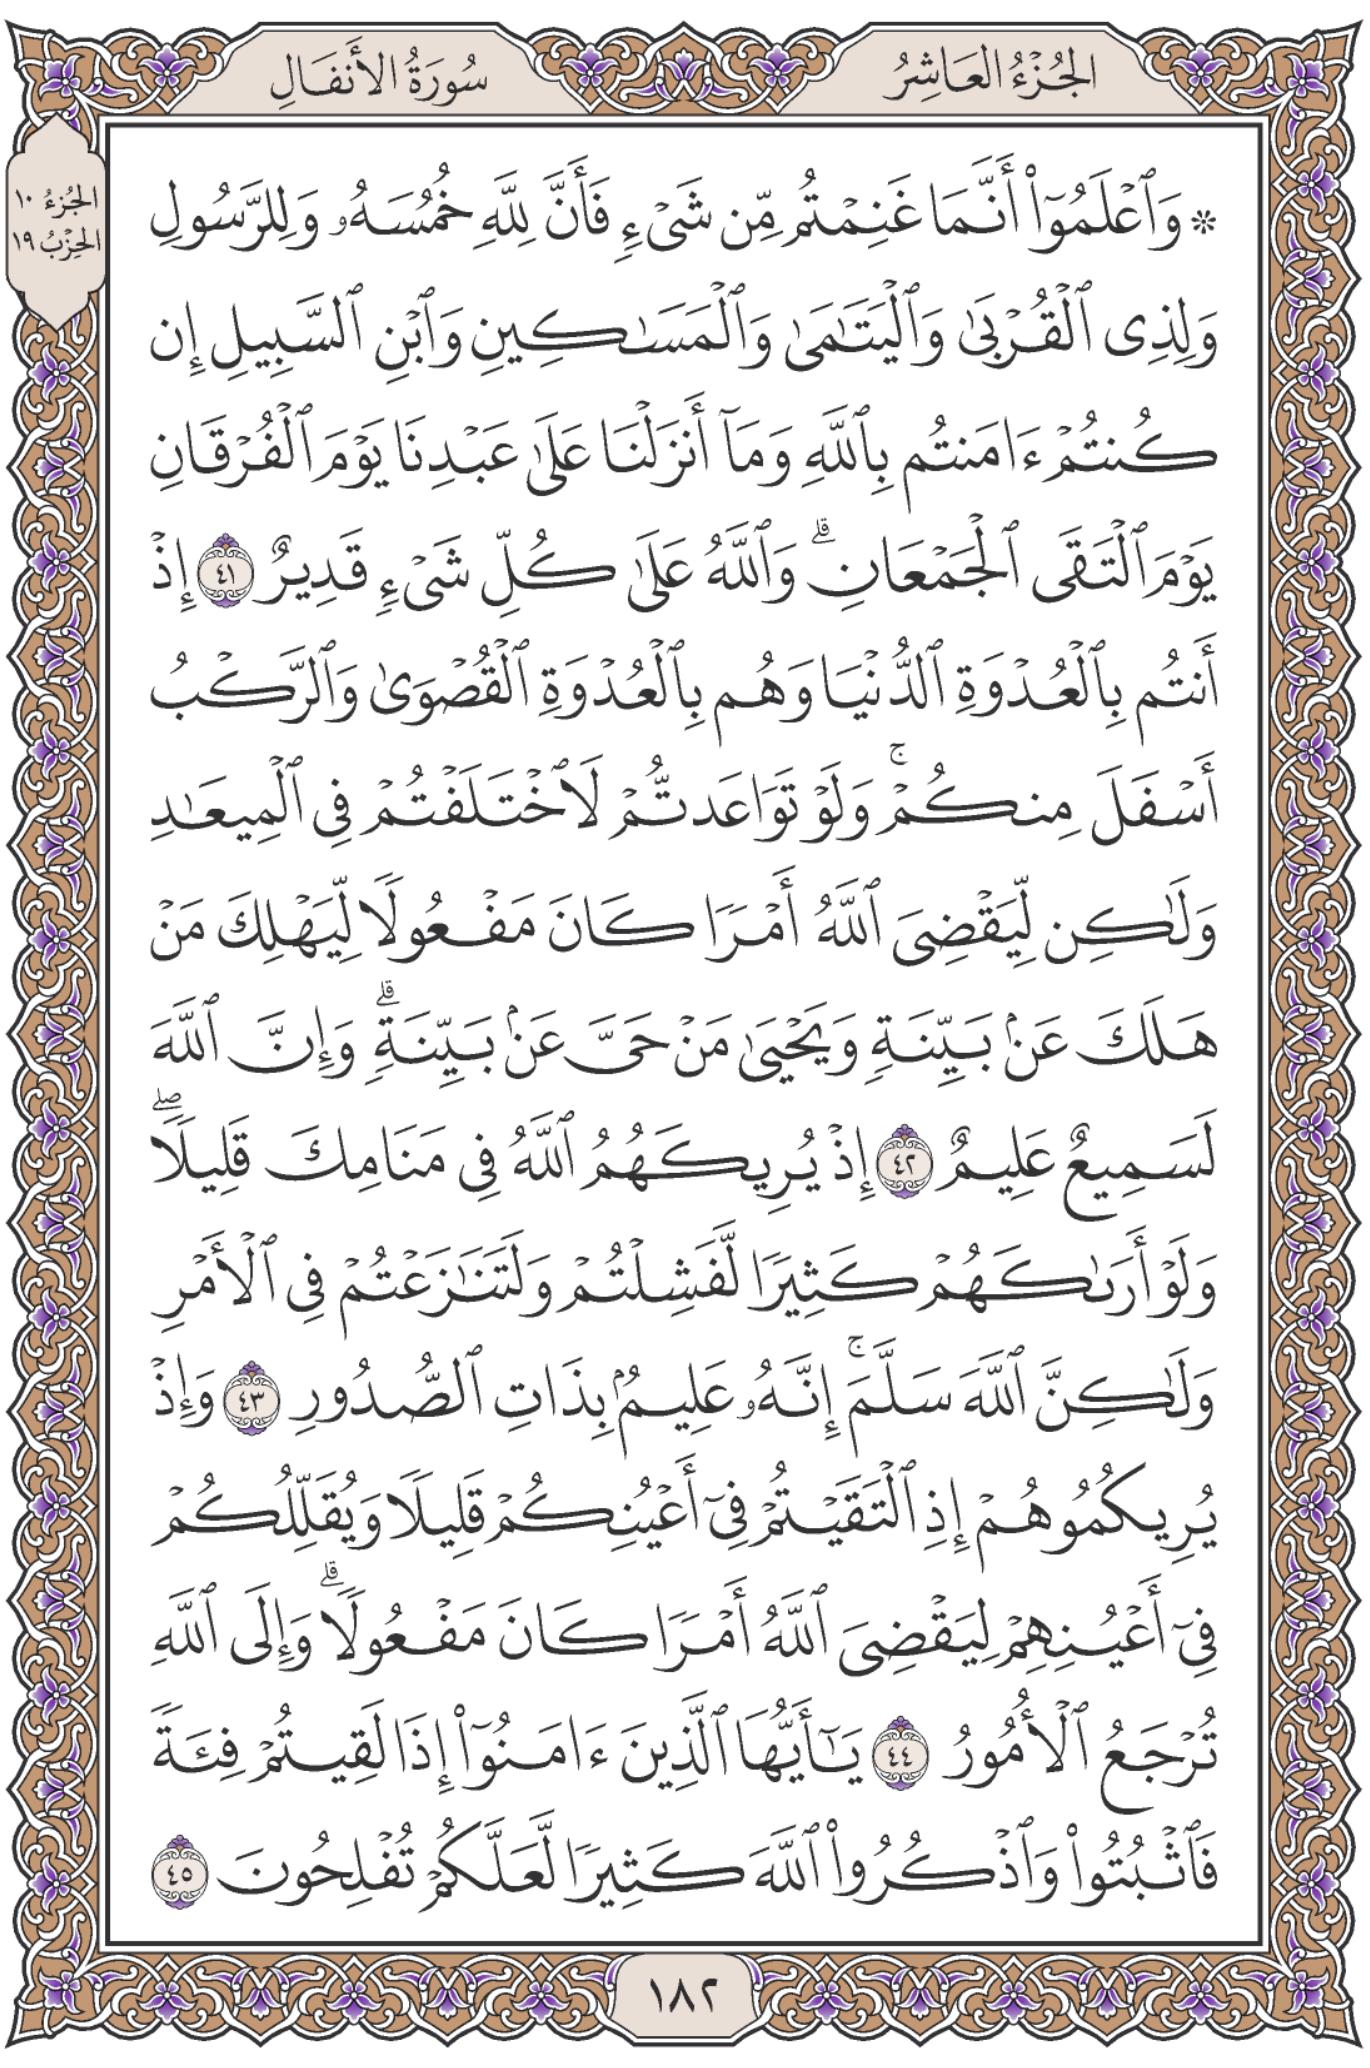 الجُزْءُ العَاشِرُ
سُورَةُ الأَنفَالِ
الجُزءُ ١٠
الحِزْبُ ١٩
۞ وَٱعْلَمُوٓا۟ أَنَّمَا غَنِمْتُم مِّن شَىْءٍ فَأَنَّ لِلَّهِ خُمُسَهُۥ وَلِلرَّسُولِ
وَلِذِى ٱلْقُرْبَىٰ وَٱلْيَتَـٰمَىٰ وَٱلْمَسَـٰكِينِ وَٱبْنِ ٱلسَّبِيلِ إِن
كُنتُمْ ءَامَنتُم بِٱللَّهِ وَمَآ أَنزَلْنَا عَلَىٰ عَبْدِنَا يَوْمَ ٱلْفُرْقَانِ
يَوْمَ ٱلْتَقَى ٱلْجَمْعَانِ ۗ وَٱللَّهُ عَلَىٰ كُلِّ شَىْءٍ قَدِيرٌ ٤١ إِذْ
أَنتُم بِٱلْعُدْوَةِ ٱلدُّنْيَا وَهُم بِٱلْعُدْوَةِ ٱلْقُصْوَىٰ وَٱلرَّكْبُ
أَسْفَلَ مِنكُمْ ۚ وَلَوْ تَوَاعَدتُّمْ لَٱخْتَلَفْتُمْ فِى ٱلْمِيعَـٰدِ
وَلَـٰكِن لِّيَقْضِىَ ٱللَّهُ أَمْرًا كَانَ مَفْعُولًا لِّيَهْلِكَ مَنْ
هَلَكَ عَنۢ بَيِّنَةٍ وَيَحْيَىٰ مَنْ حَىَّ عَنۢ بَيِّنَةٍ ۗ وَإِنَّ ٱللَّهَ
لَسَمِيعٌ عَلِيمٌ ٤٢ إِذْ يُرِيكَهُمُ ٱللَّهُ فِى مَنَامِكَ قَلِيلًا ۖ
وَلَوْ أَرَىٰكَهُمْ كَثِيرًا لَّفَشِلْتُمْ وَلَتَنَـٰزَعْتُمْ فِى ٱلْأَمْرِ
وَلَـٰكِنَّ ٱللَّهَ سَلَّمَ ۚ إِنَّهُۥ عَلِيمٌۢ بِذَاتِ ٱلصُّدُورِ ٤٣ وَإِذْ
يُرِيكُمُوهُمْ إِذِ ٱلْتَقَيْتُمْ فِىٓ أَعْيُنِكُمْ قَلِيلًا وَيُقَلِّلُكُمْ
فِىٓ أَعْيُنِهِمْ لِيَقْضِىَ ٱللَّهُ أَمْرًا كَانَ مَفْعُولًا ۗ وَإِلَى ٱللَّهِ
تُرْجَعُ ٱلْأُمُورُ ٤٤ يَـٰٓأَيُّهَا ٱلَّذِينَ ءَامَنُوٓا۟ إِذَا لَقِيتُمْ فِئَةً
فَٱثْبُتُوا۟ وَٱذْكُرُوا۟ ٱللَّهَ كَثِيرًا لَّعَلَّكُمْ تُفْلِحُونَ ٤٥
١٨٢